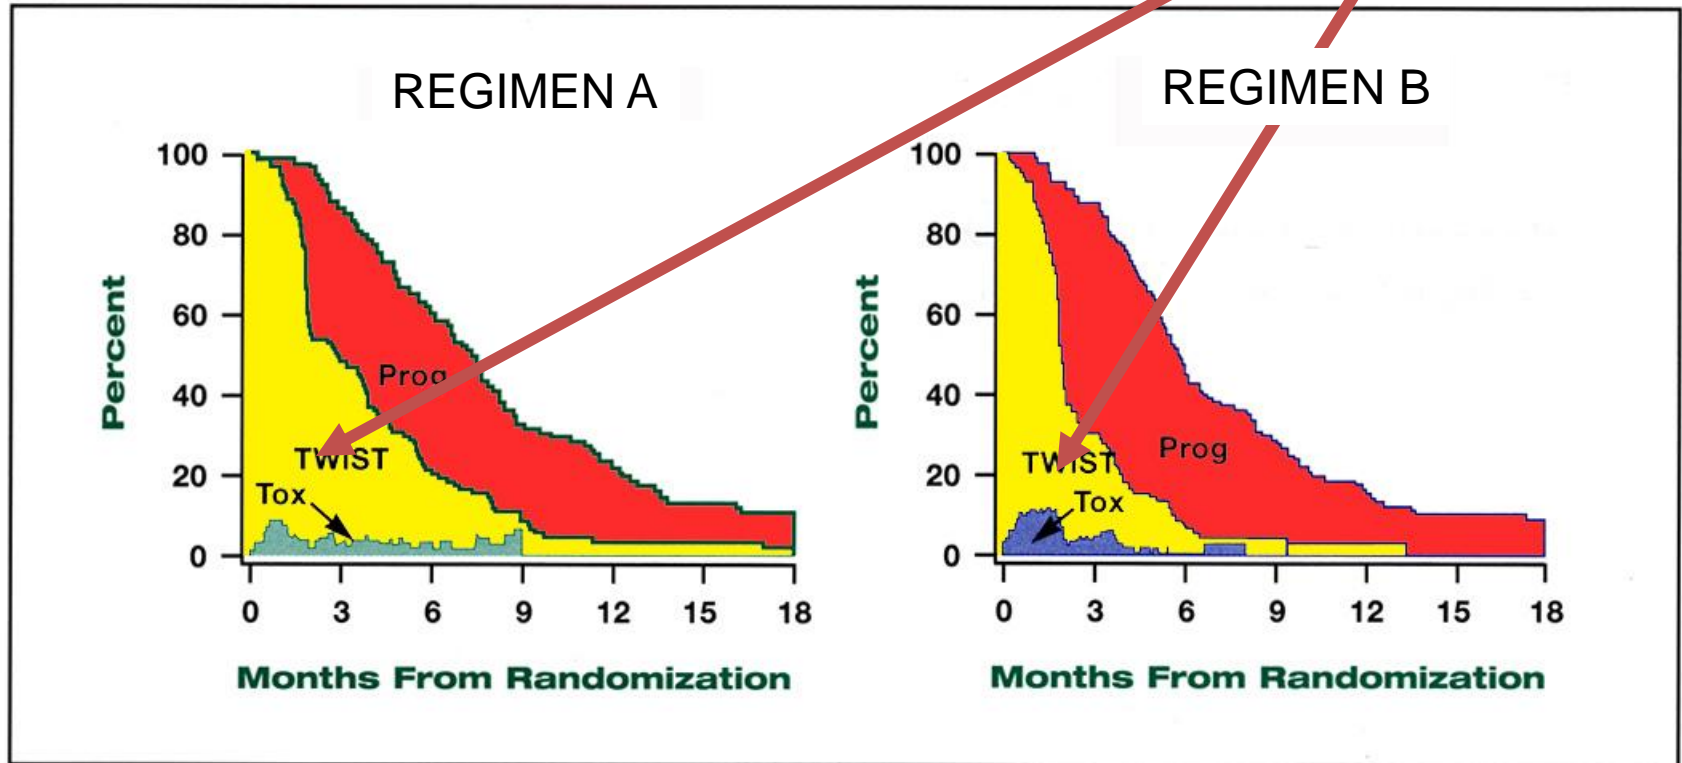 REGIMEN A
REGIMEN B
100
80
60
40
20
0
Percent
Prog
TWIST
Tox
0 3 6 9 12 15 18
Months From Randomization
100
80
60
40
20
0
Percent
Prog
TWIST
Tox
0 3 6 9 12 15 18
Months From Randomization